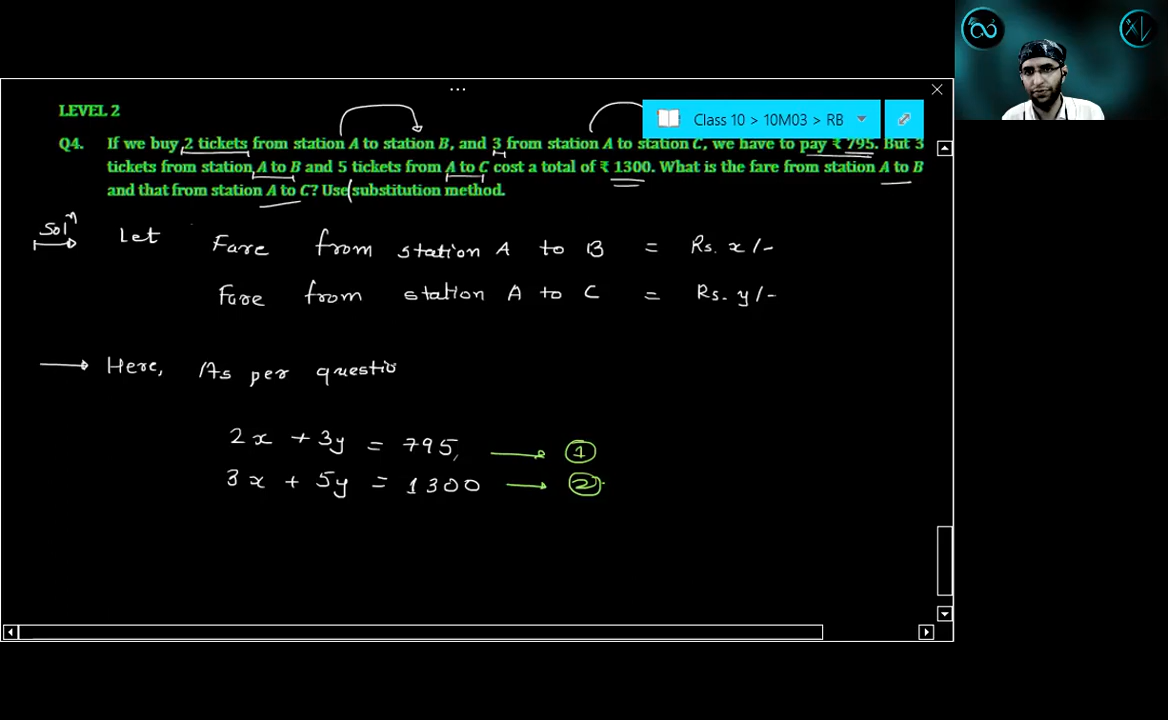 LEVEL 2
Class 10 > 10M03 > RB
Q4. If we buy 2 tickets from station A to station B, and 3 from station A to station C, we have to pay ₹ 795. But 3
tickets from station A to B and 5 tickets from A to C cost a total of ₹ 1300. What is the fare from station A to B
and that from station A to C? Use substitution method.
Solⁿ Let Fare from station A to B = Rs. x/-
Fare from station A to C = Rs. y/-
→ Here, As per questio
2x + 3y = 795, → ①
3x + 5y = 1300 → ②